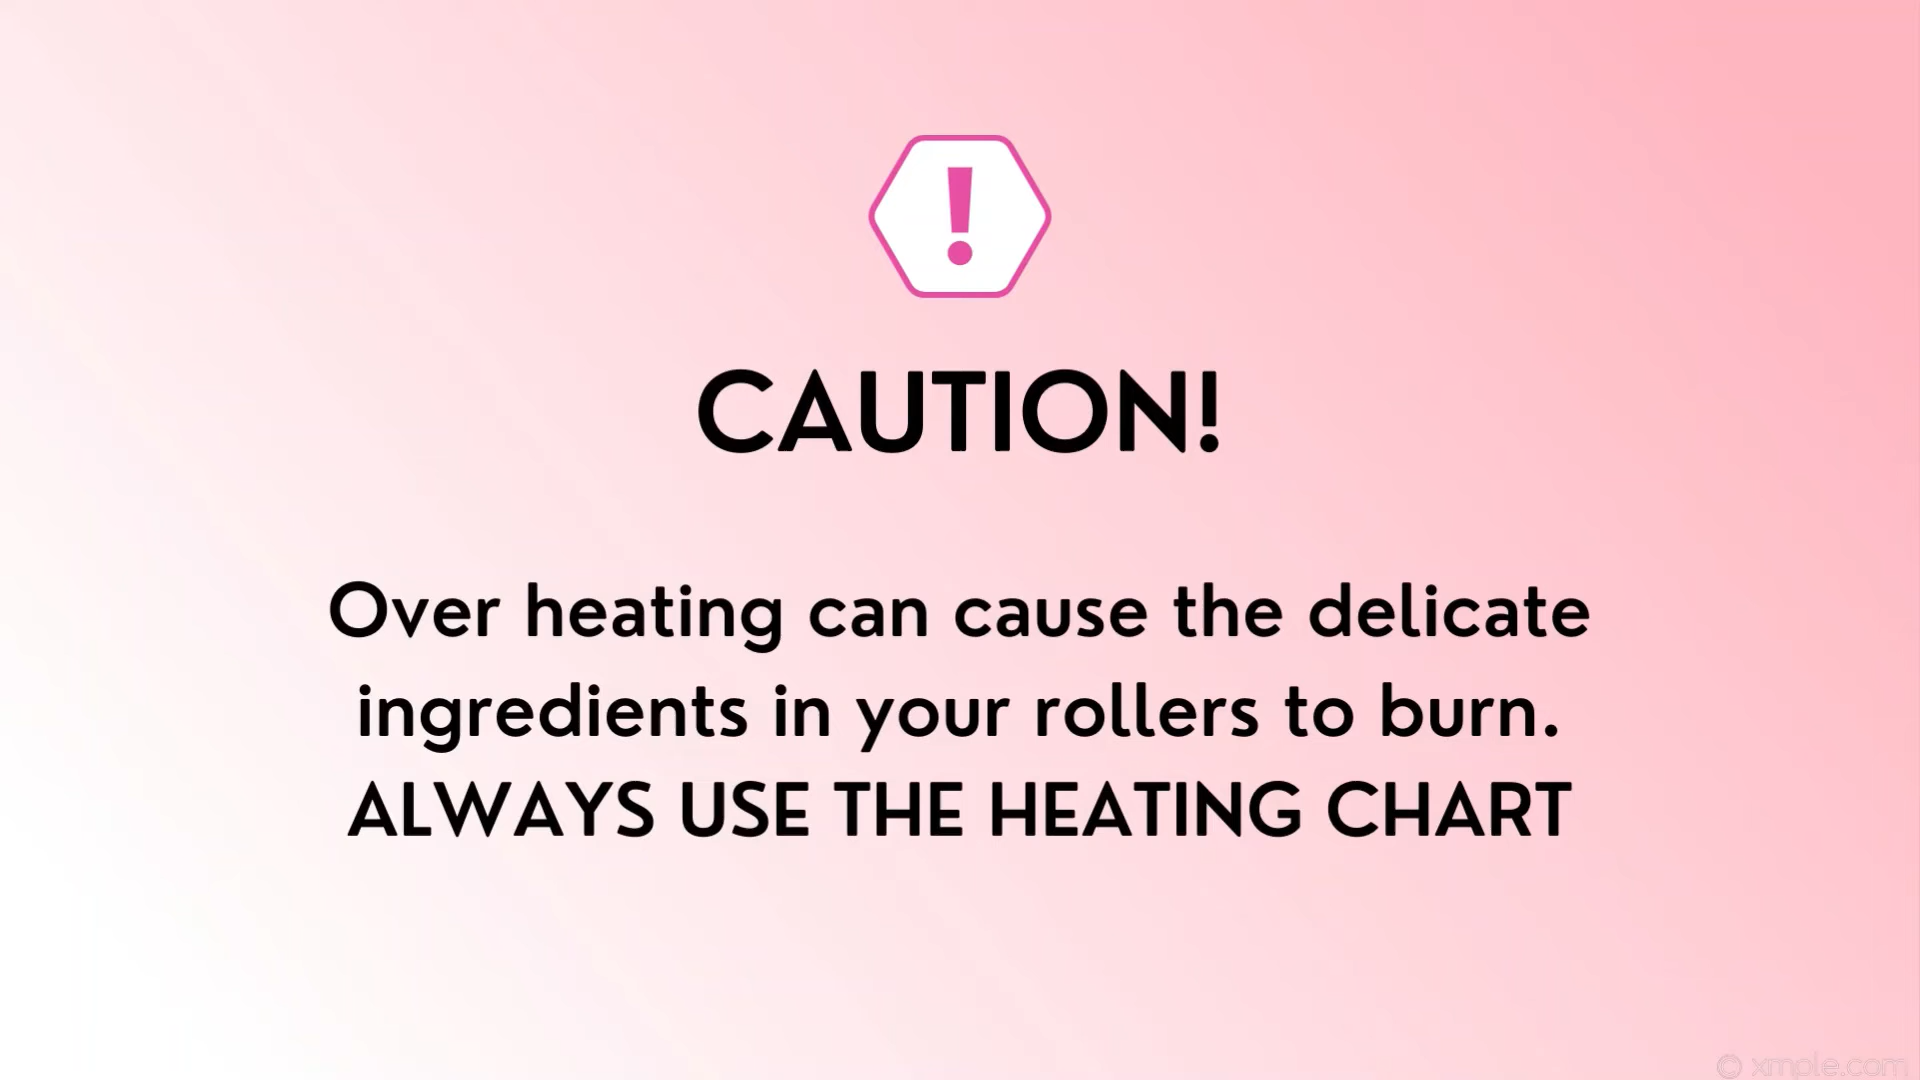 !
CAUTION!
Over heating can cause the delicate
ingredients in your rollers to burn.
ALWAYS USE THE HEATING CHART
© xmple.com